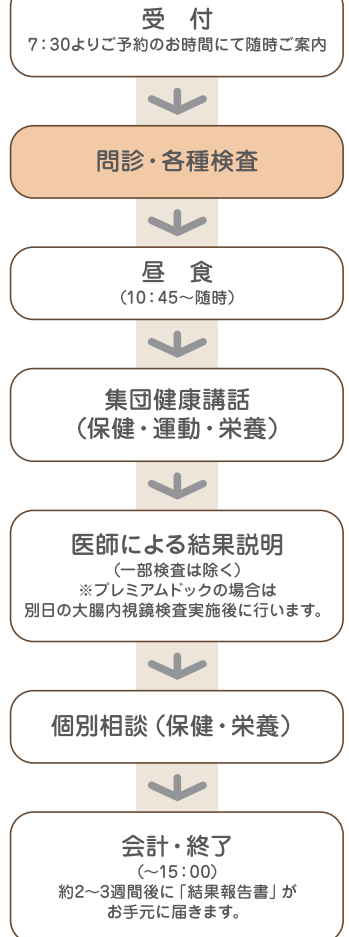 受　付
7：30よりご予約のお時間にて随時ご案内
問診・各種検査
昼　食
（10：45〜随時）
集団健康講話
（保健・運動・栄養）
医師による結果説明
（一部検査は除く）
※プレミアムドックの場合は
別日の大腸内視鏡検査実施後に行います。
個別相談（保健・栄養）
会計・終了
（〜15：00）
約2〜3週間後に「結果報告書」が
お手元に届きます。